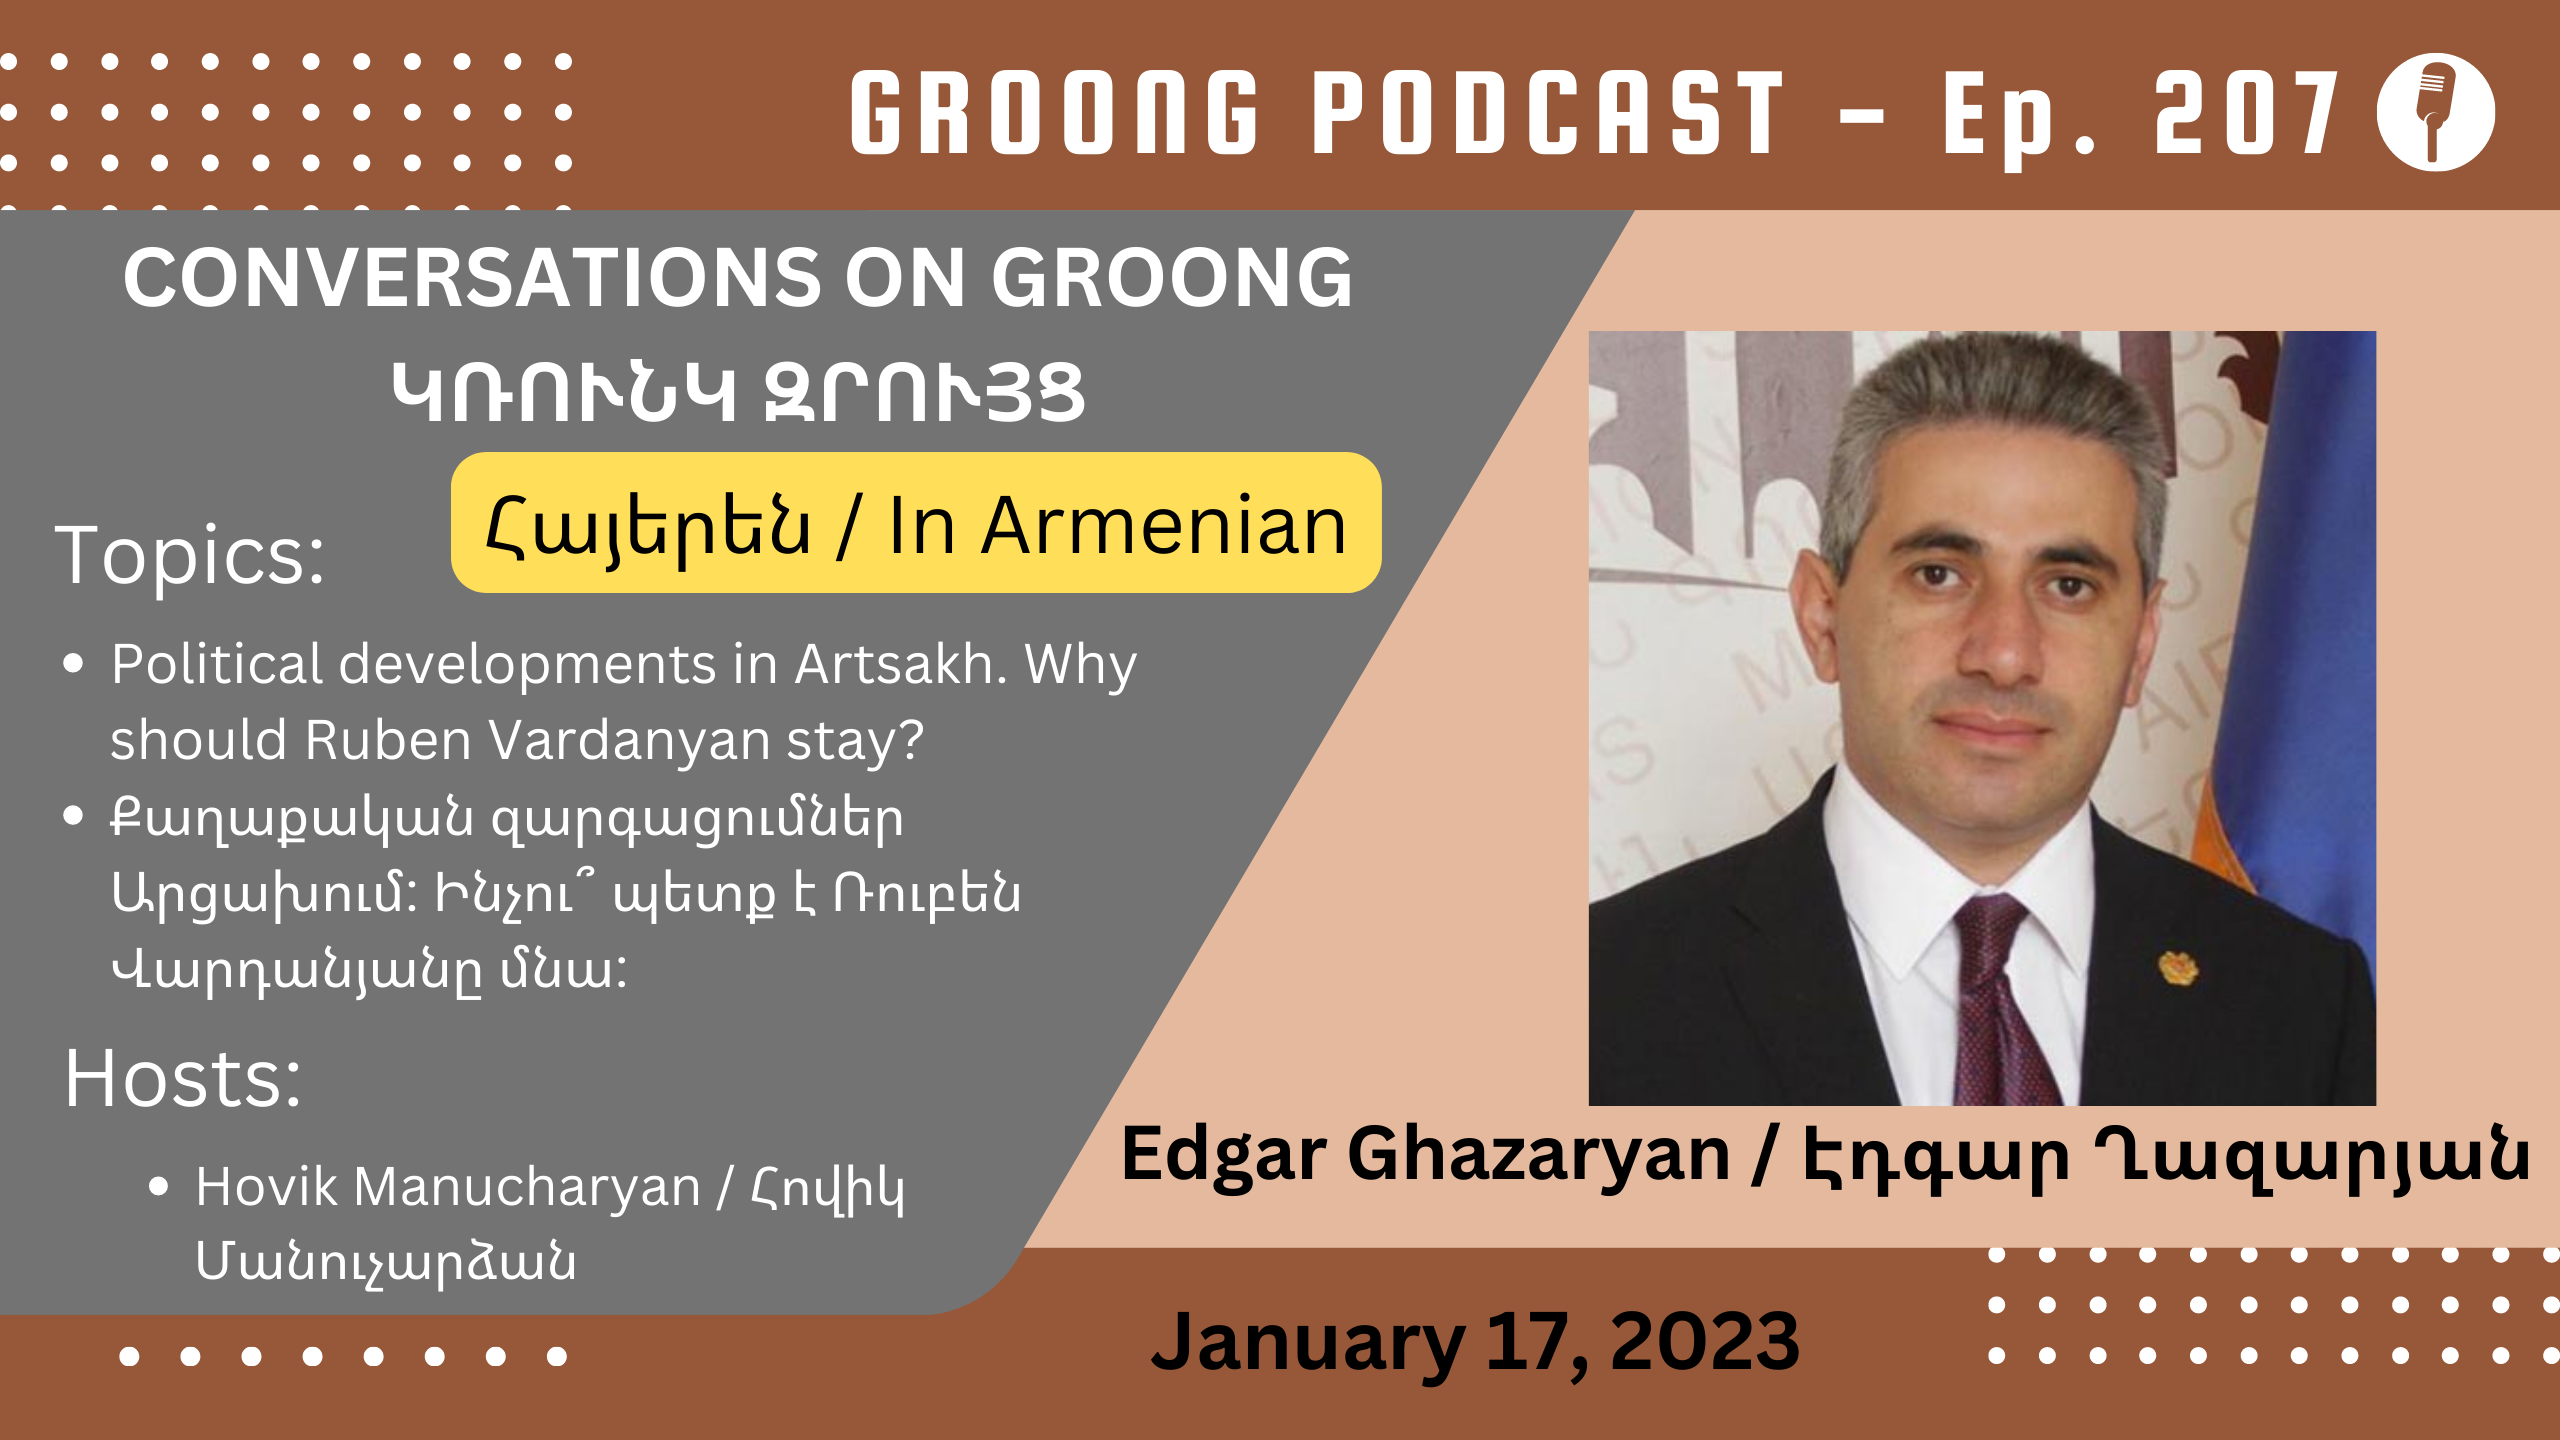 GROONG PODCAST - Ep. 207
CONVERSATIONS ON GROONG
ԿՌՈՒՆԿ ԶՐՈՒՅՑ
Հայերեն / In Armenian
Topics:
• Political developments in Artsakh. Why
should Ruben Vardanyan stay?
• Քաղաքական զարգացումներ
Արցախում: Ինչու՞ պետք է Ռուբեն
Վարդանյանը մնա:
Hosts:
• Hovik Manucharyan / Հովիկ
Մանուչարձան
Edgar Ghazaryan / Էդգար Ղազարյան
January 17, 2023